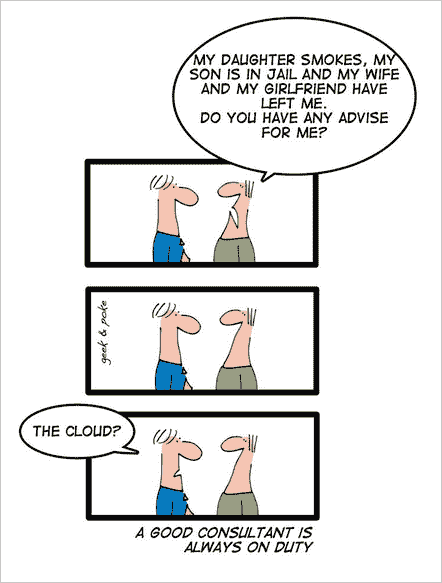 MY DAUGHTER SMOKES, MY
SON IS IN JAIL AND MY WIFE
AND MY GIRLFRIEND HAVE
LEFT ME.
DO YOU HAVE ANY ADVISE
FOR ME?
geek & poke
THE CLOUD?
A GOOD CONSULTANT IS
ALWAYS ON DUTY